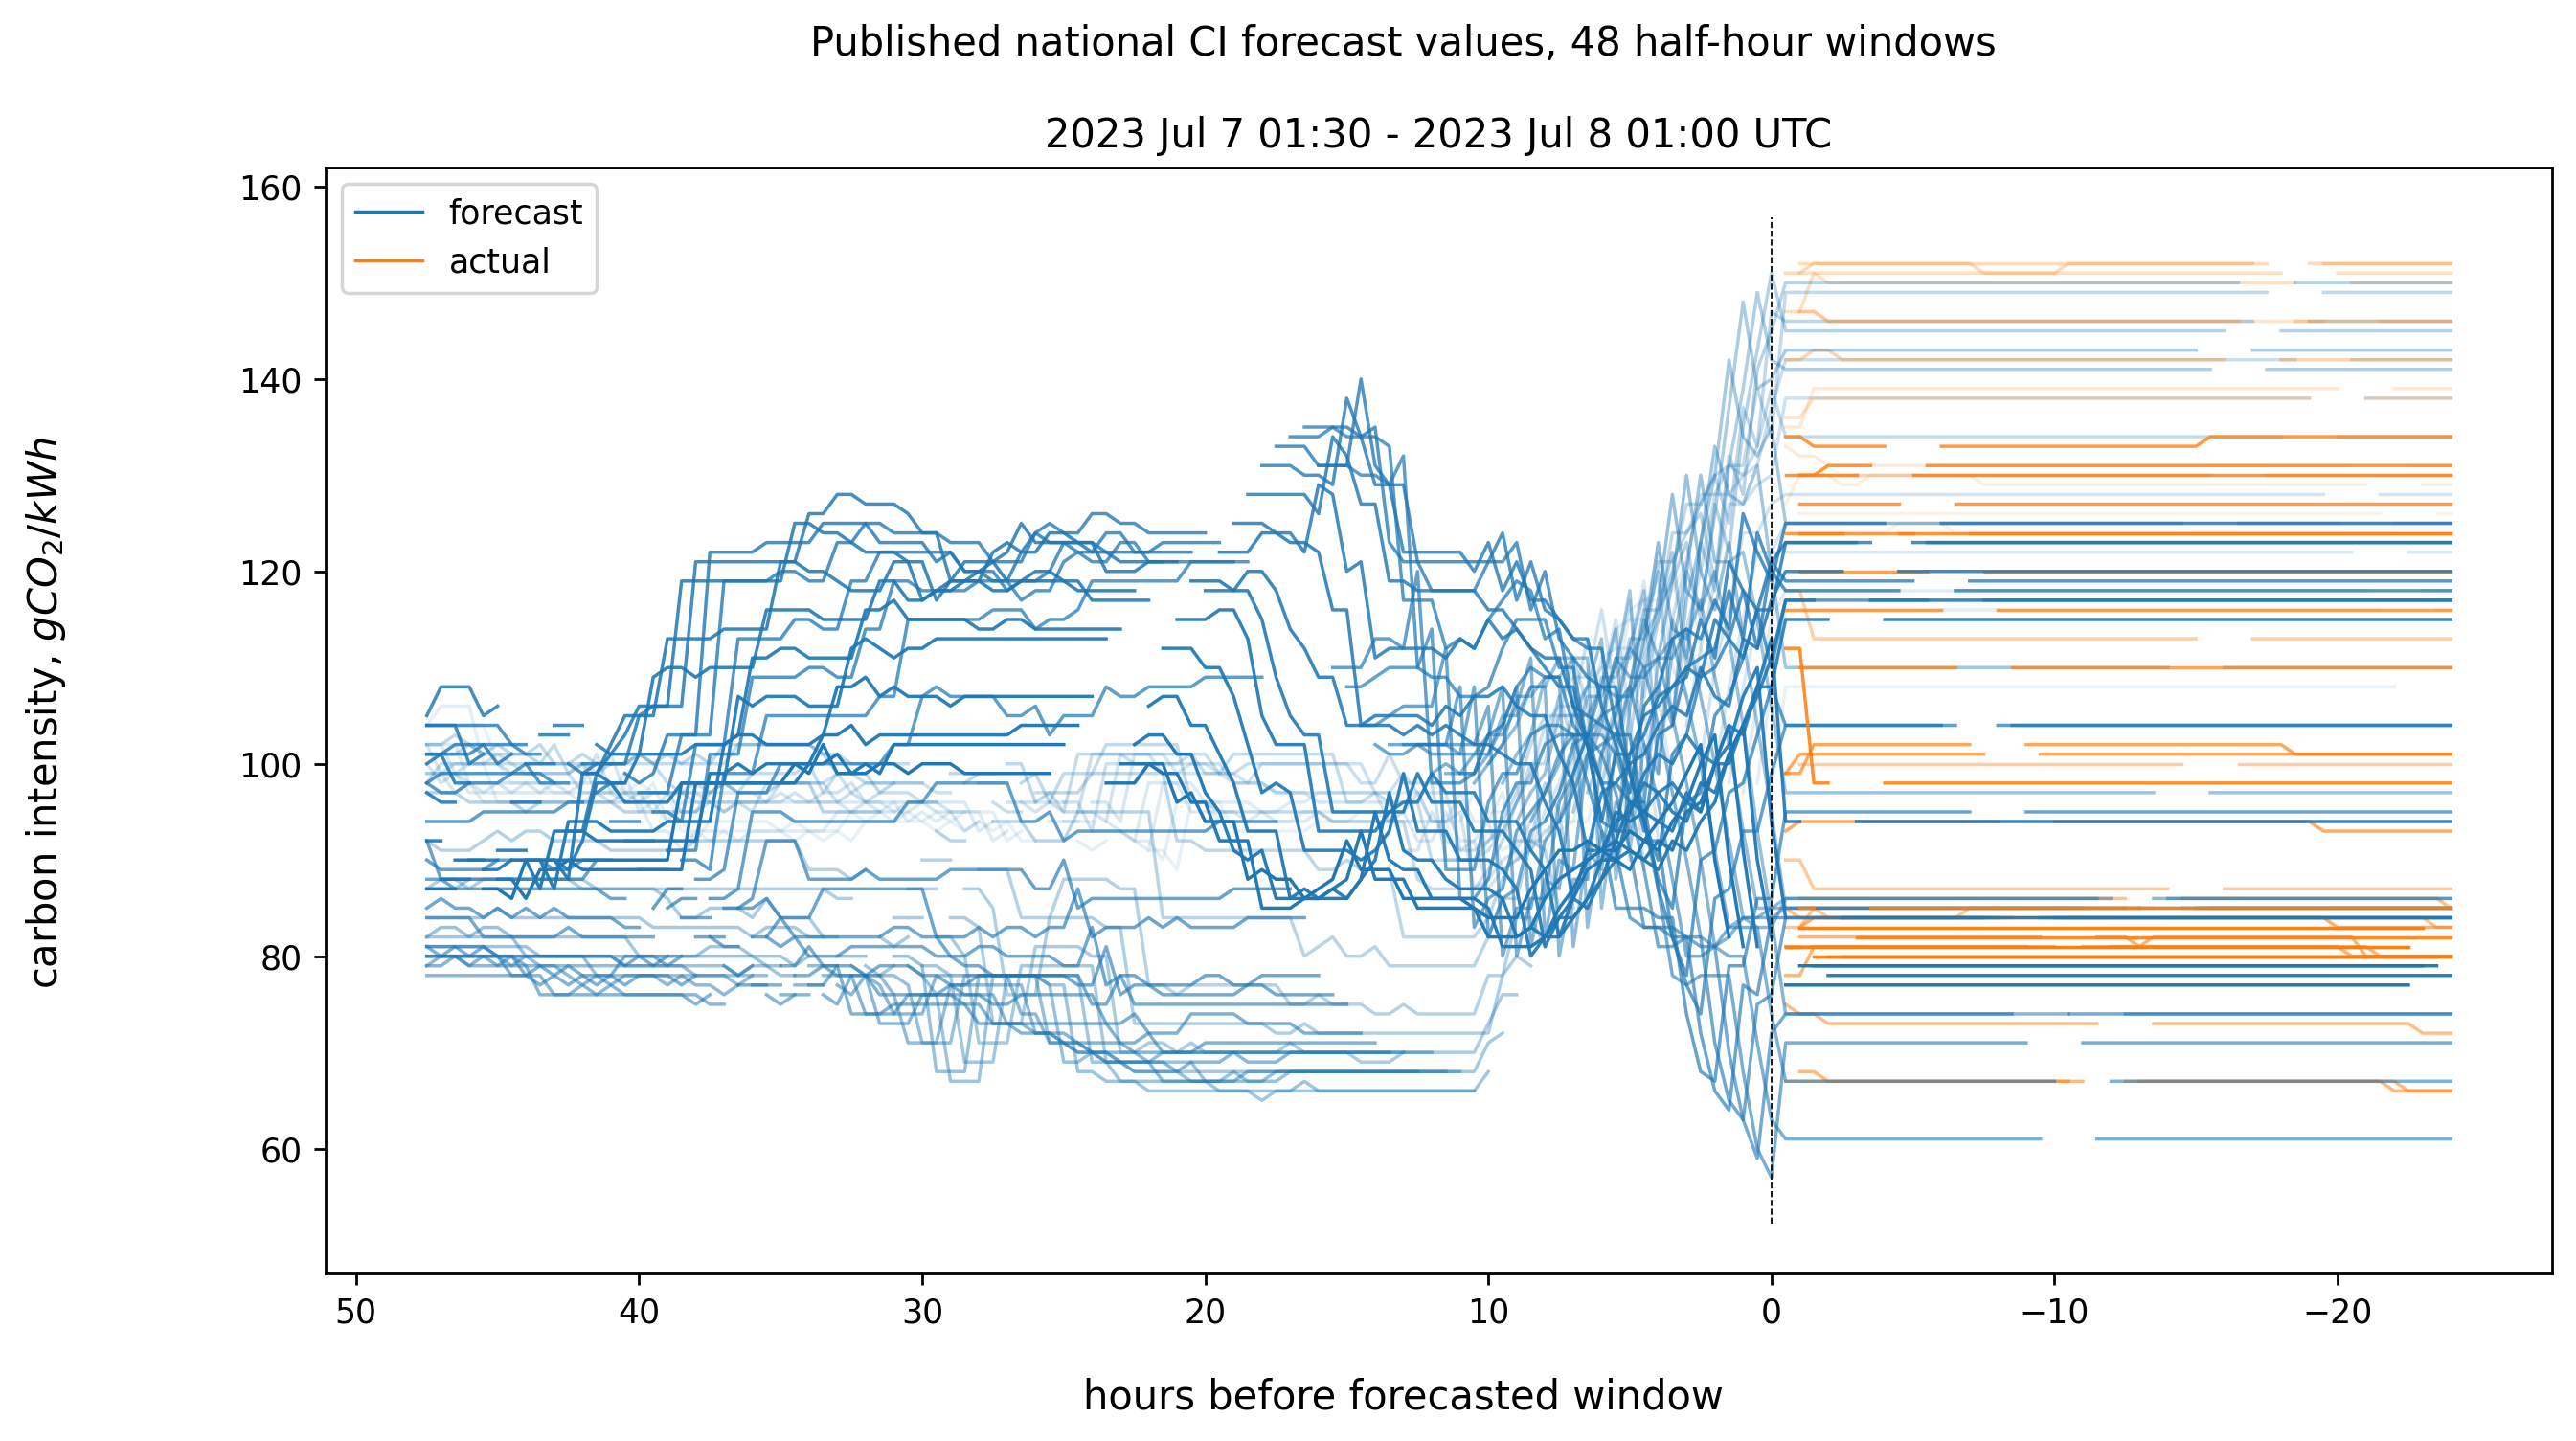 Published national CI forecast values, 48 half-hour windows
2023 Jul 7 01:30 - 2023 Jul 8 01:00 UTC
forecast
actual
160
140
120
100
80
60
carbon intensity, gCO₂/kWh
50
40
30
20
10
0
−10
−20
hours before forecasted window